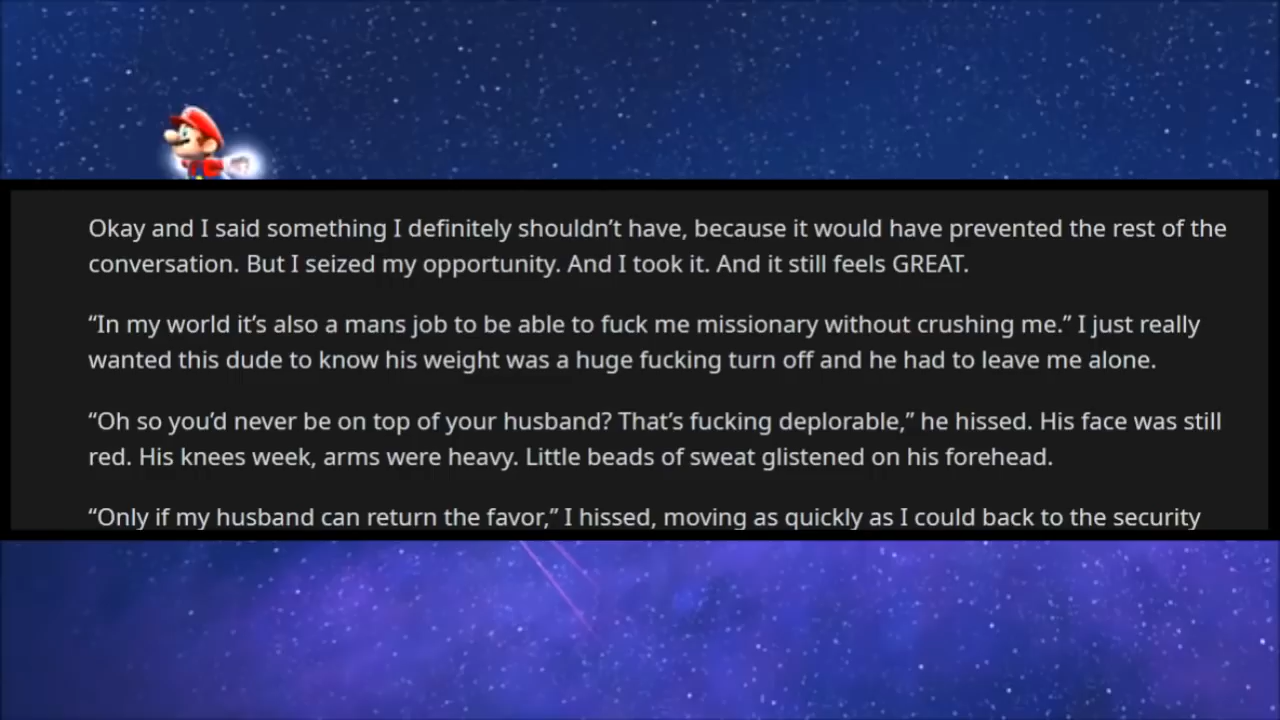 Okay and I said something I definitely shouldn’t have, because it would have prevented the rest of the
conversation. But I seized my opportunity. And I took it. And it still feels GREAT.
“In my world it’s also a mans job to be able to fuck me missionary without crushing me.” I just really
wanted this dude to know his weight was a huge fucking turn off and he had to leave me alone.
“Oh so you’d never be on top of your husband? That’s fucking deplorable,” he hissed. His face was still
red. His knees week, arms were heavy. Little beads of sweat glistened on his forehead.
“Only if my husband can return the favor,” I hissed, moving as quickly as I could back to the security